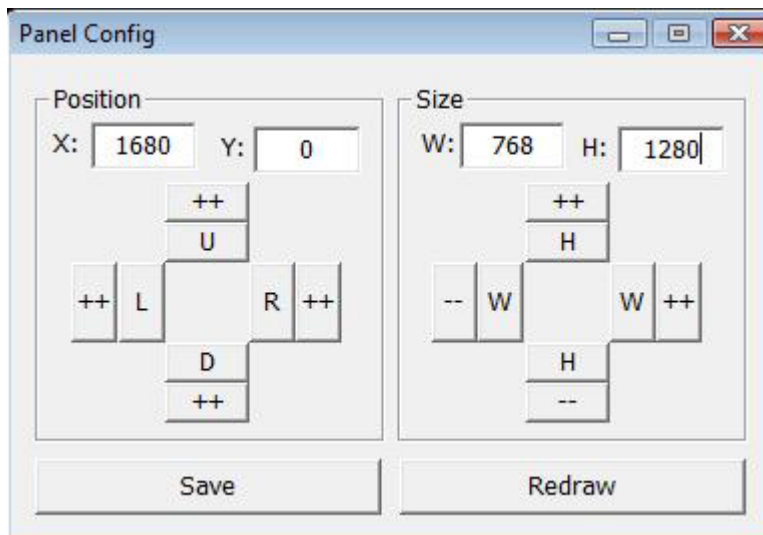 Panel Config
Position Size
X: 1680 Y: 0 W: 768 H: 1280
++ ++
U H
++ L R ++ -- W W ++
D H
++ --
Save Redraw